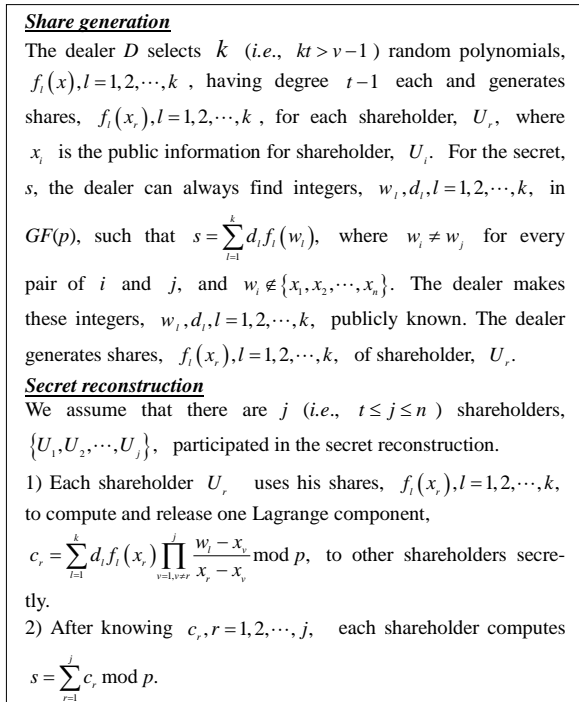 Share generation
The dealer D selects k (i.e., kt > v − 1 ) random polynomials,
f_l(x), l = 1, 2, ⋯, k , having degree t − 1 each and generates
shares, f_l(x_r), l = 1, 2, ⋯, k , for each shareholder, U_r, where
x_i is the public information for shareholder, U_i. For the secret,
s, the dealer can always find integers, w_l, d_l, l = 1, 2, ⋯, k, in
GF(p), such that s = ∑_{l=1}^{k} d_l f_l(w_l), where w_i ≠ w_j for every
pair of i and j, and w_i ∉ {x_1, x_2, ⋯, x_n}. The dealer makes
these integers, w_l, d_l, l = 1, 2, ⋯, k, publicly known. The dealer
generates shares, f_l(x_r), l = 1, 2, ⋯, k, of shareholder, U_r.
Secret reconstruction
We assume that there are j (i.e., t ≤ j ≤ n ) shareholders,
{U_1, U_2, ⋯, U_j}, participated in the secret reconstruction.
1) Each shareholder U_r uses his shares, f_l(x_r), l = 1, 2, ⋯, k,
to compute and release one Lagrange component,
c_r = ∑_{l=1}^{k} d_l f_l(x_r) ∏_{v=1,v≠r}^{j} \frac{w_l − x_v}{x_r − x_v} mod p, to other shareholders secre-
tly.
2) After knowing c_r, r = 1, 2, ⋯, j, each shareholder computes
s = ∑_{r=1}^{j} c_r mod p.